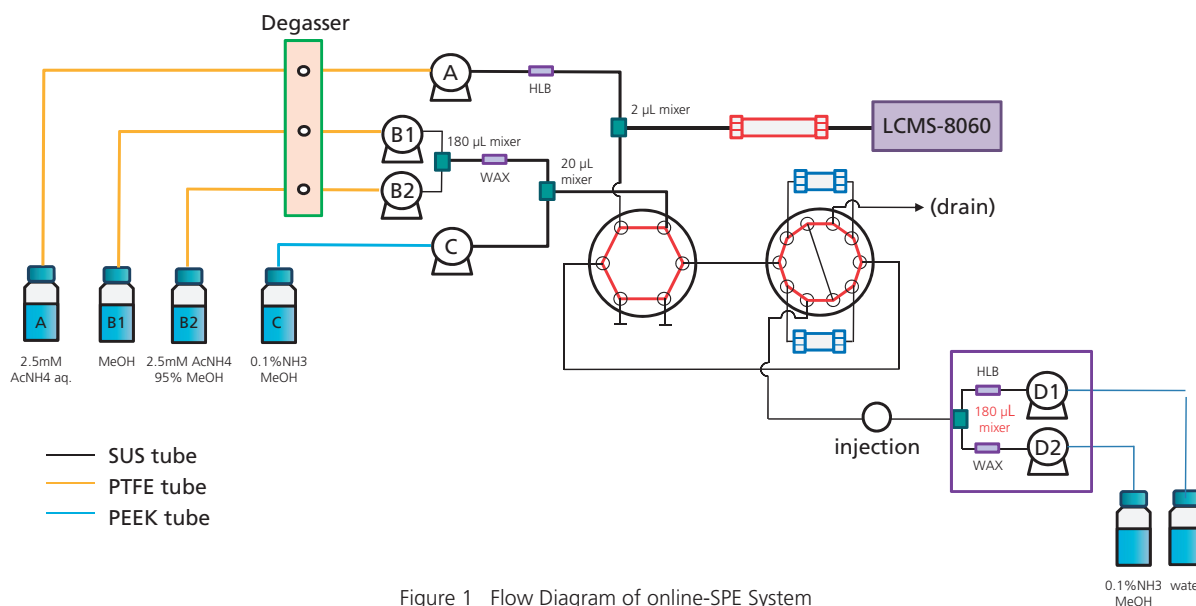 Degasser
A
HLB
2 µL mixer
LCMS-8060
B1
180 µL mixer
WAX
20 µL
mixer
B2
(drain)
C
A
B1
B2
C
2.5mM
AcNH4 aq.
MeOH
2.5mM AcNH4
95% MeOH
0.1%NH3
MeOH
HLB
D1
180 µL
mixer
injection
D2
WAX
SUS tube
PTFE tube
PEEK tube
0.1%NH3
MeOH
wate
Figure 1 Flow Diagram of online-SPE System